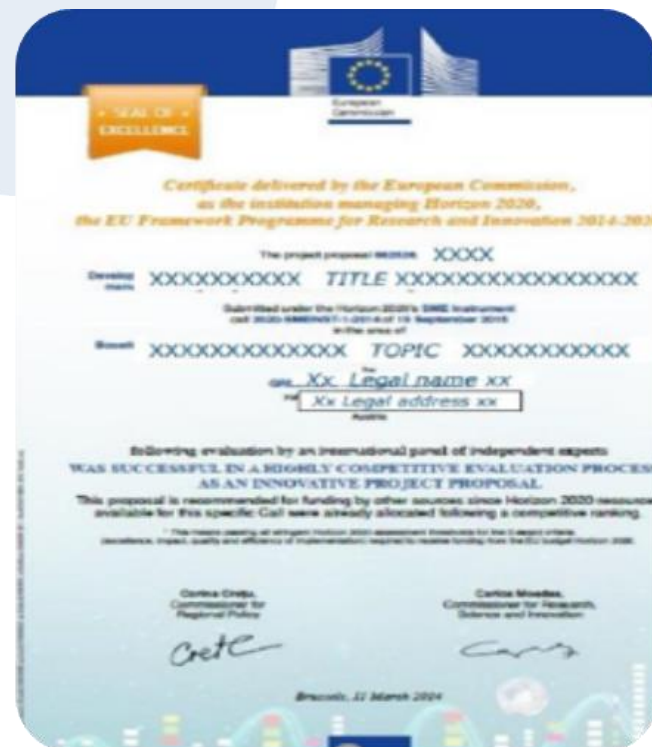 European
Commission
• SEAL OF •
EXCELLENCE
Certificate delivered by the European Commission,
as the institution managing Horizon 2020,
the EU Framework Programme for Research and Innovation 2014-2020
The project proposal XXXX
XXXXXXXXXX TITLE XXXXXXXXXXXXXXXX
Submitted under the Horizon 2020's SME Instrument
in the area of
XXXXXXXXXXXXX TOPIC XXXXXXXXXXX
Xx. Legal name xx
Xx Legal address xx
Austria
following evaluation by an international panel of independent experts
WAS SUCCESSFUL IN A HIGHLY COMPETITIVE EVALUATION PROCESS
AS AN INNOVATIVE PROJECT PROPOSAL
This proposal is recommended for funding by other sources since Horizon 2020 resources
available for this specific Call were already allocated following a competitive ranking.
Corina Crețu, Carlos Moedas,
Commissioner for Commissioner for Research,
Regional Policy Science and Innovation
Brussels, 11 March 2024